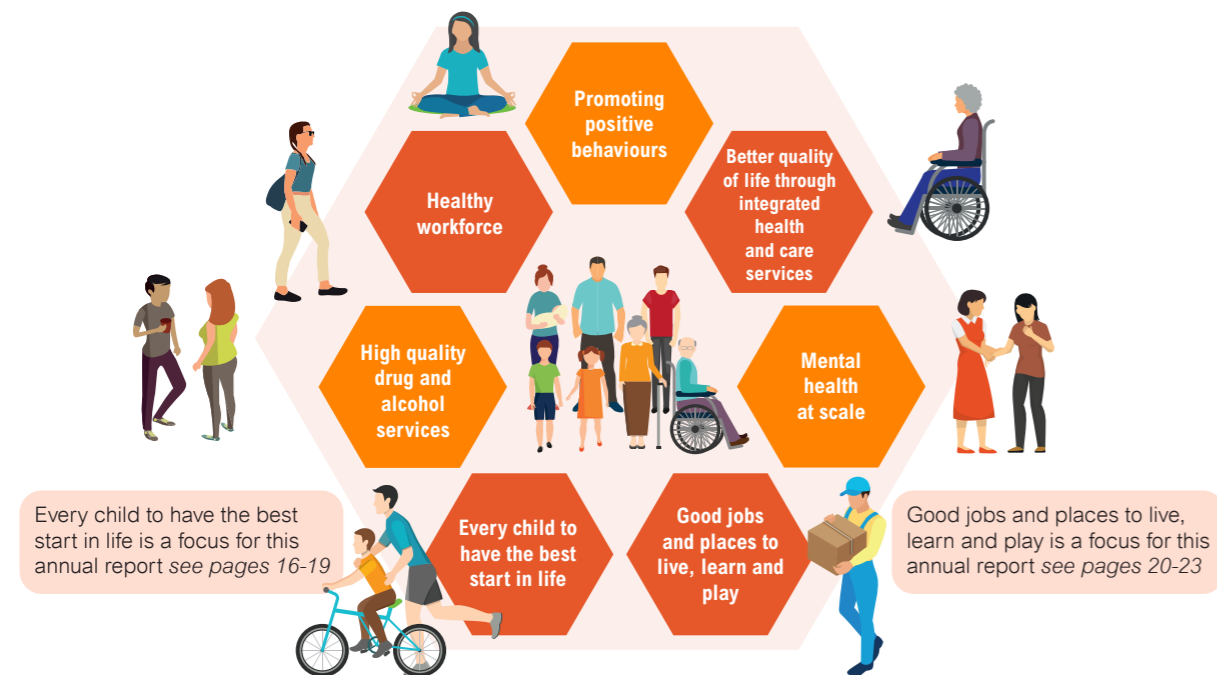 Promoting
positive
behaviours
Healthy
workforce
Better quality
of life through
integrated
health
and care
services
High quality
drug and
alcohol
services
Mental
health
at scale
Every child to have the best
start in life is a focus for this
annual report see pages 16-19
Every child to
have the best
start in life
Good jobs
and places to
live, learn and
play
Good jobs and places to live,
learn and play is a focus for this
annual report see pages 20-23